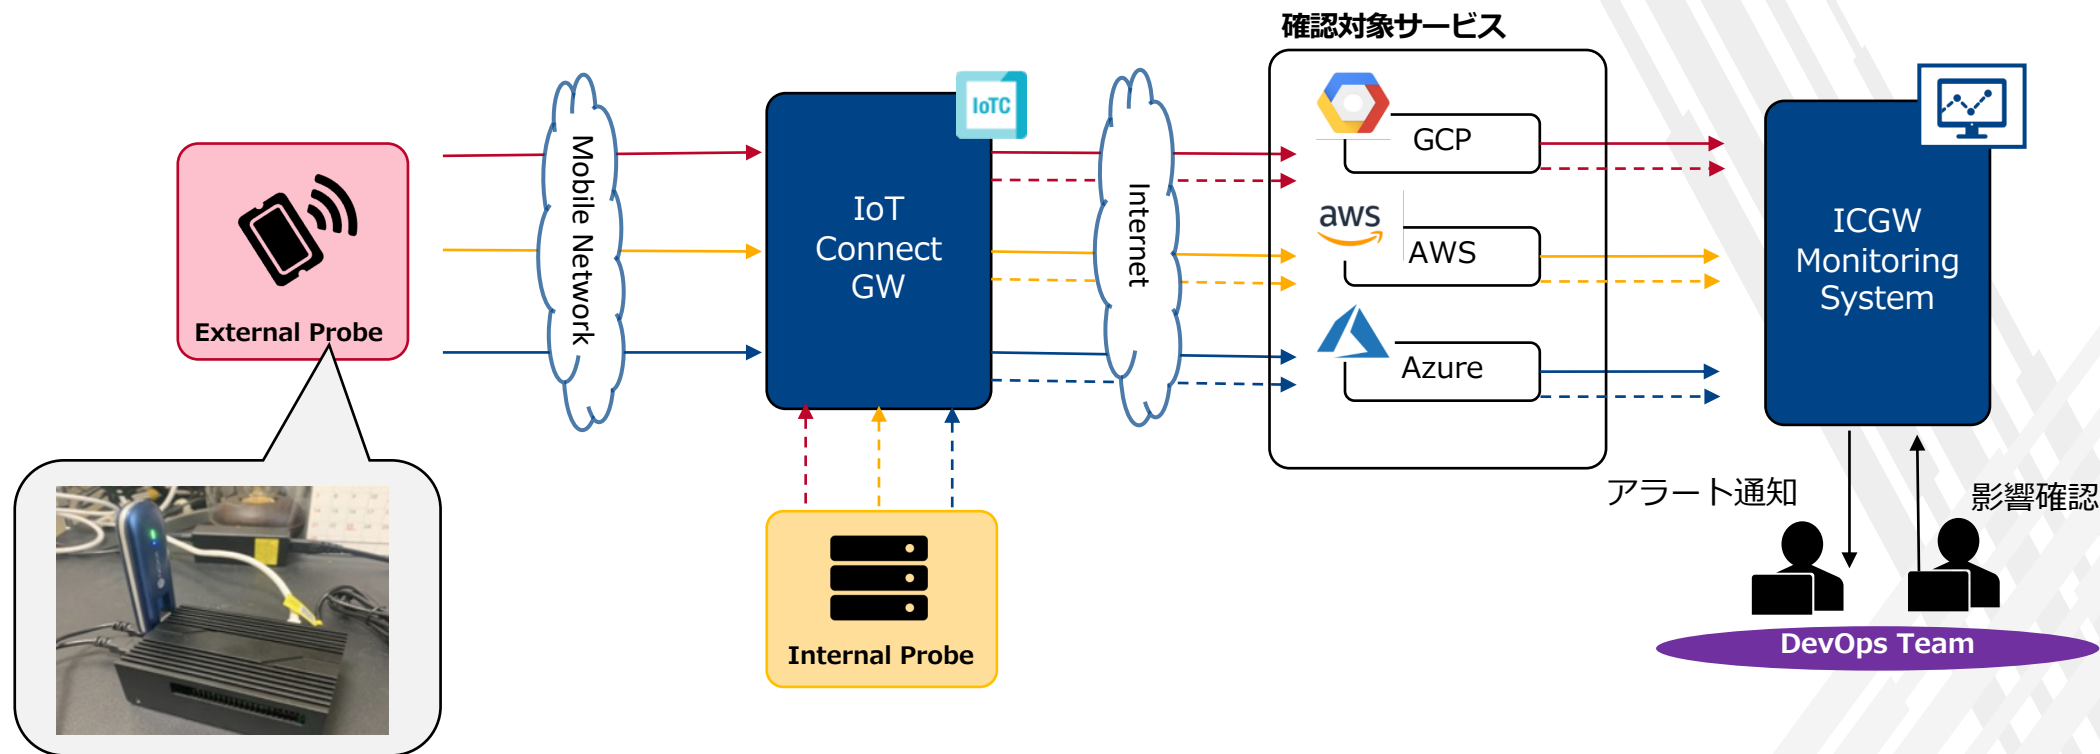 確認対象サービス
IoTC
GCP
Mobile Network
Internet
IoT
Connect
GW
aws
AWS
ICGW
Monitoring
System
External Probe
Azure
アラート通知
影響確認
Internal Probe
DevOps Team